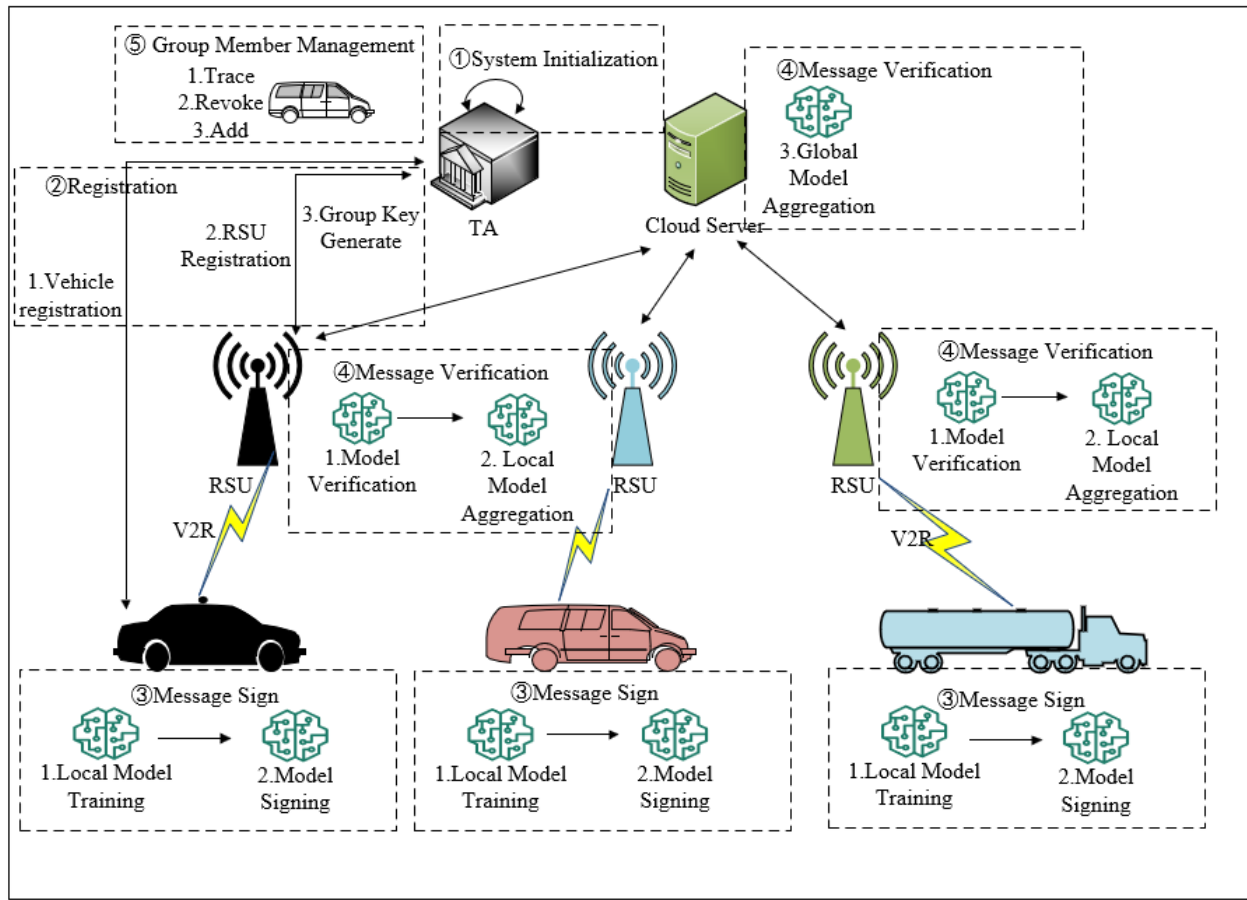 ⑤ Group Member Management
1.Trace
2.Revoke
3.Add
①System Initialization
④Message Verification
3.Global
Model
Aggregation
②Registration
TA
Cloud Server
3.Group Key
Generate
2.RSU
Registration
1.Vehicle
registration
④Message Verification
1.Model
Verification
2. Local
Model
Aggregation
④Message Verification
1.Model
Verification
2. Local
Model
Aggregation
RSU
RSU
RSU
V2R
V2R
③Message Sign
1.Local Model
Training
2.Model
Signing
③Message Sign
1.Local Model
Training
2.Model
Signing
③Message Sign
1.Local Model
Training
2.Model
Signing